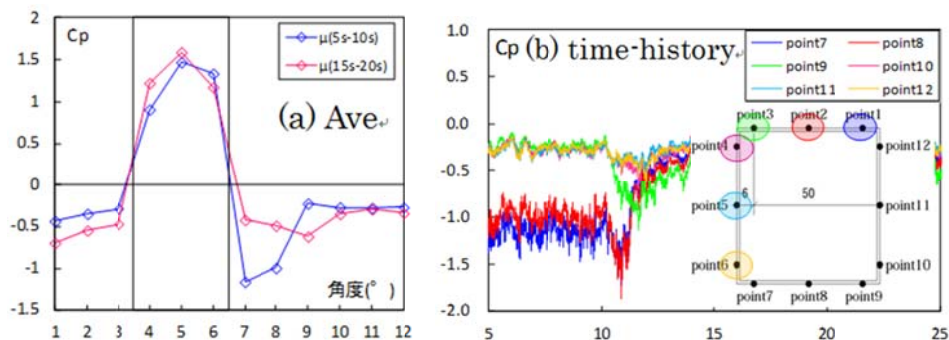 Cp
μ(5s-10s)
μ(15s-20s)
(a) Ave
角度(°)
2
1.5
1
0.5
0
-0.5
-1
-1.5
1 2 3 4 5 6 7 8 9 10 11 12
Cp (b) time-history
point7 point8
point9 point10
point11 point12
1.0
0.5
0.0
-0.5
-1.0
-1.5
-2.0
5 10 15 20 25
point3 point2 point1
point4 point12
6 50
point5 point11
point6 point10
point7 point8 point9